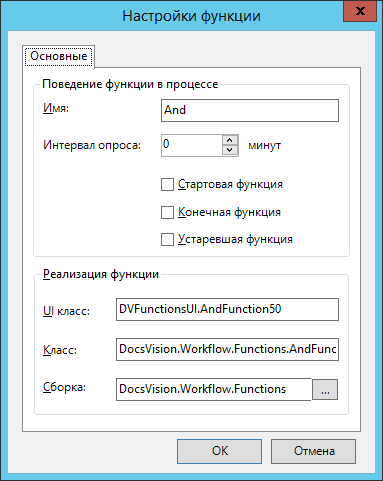 Настройки функции
x
Основные
Поведение функции в процессе
Имя: And
Интервал опроса: 0 минут
Стартовая функция
Конечная функция
Устаревшая функция
Реализация функции
UI класс: DVFunctionsUI.AndFunction50
Класс: DocsVision.Workflow.Functions.AndFunc
Сборка: DocsVision.Workflow.Functions ...
OK Отмена